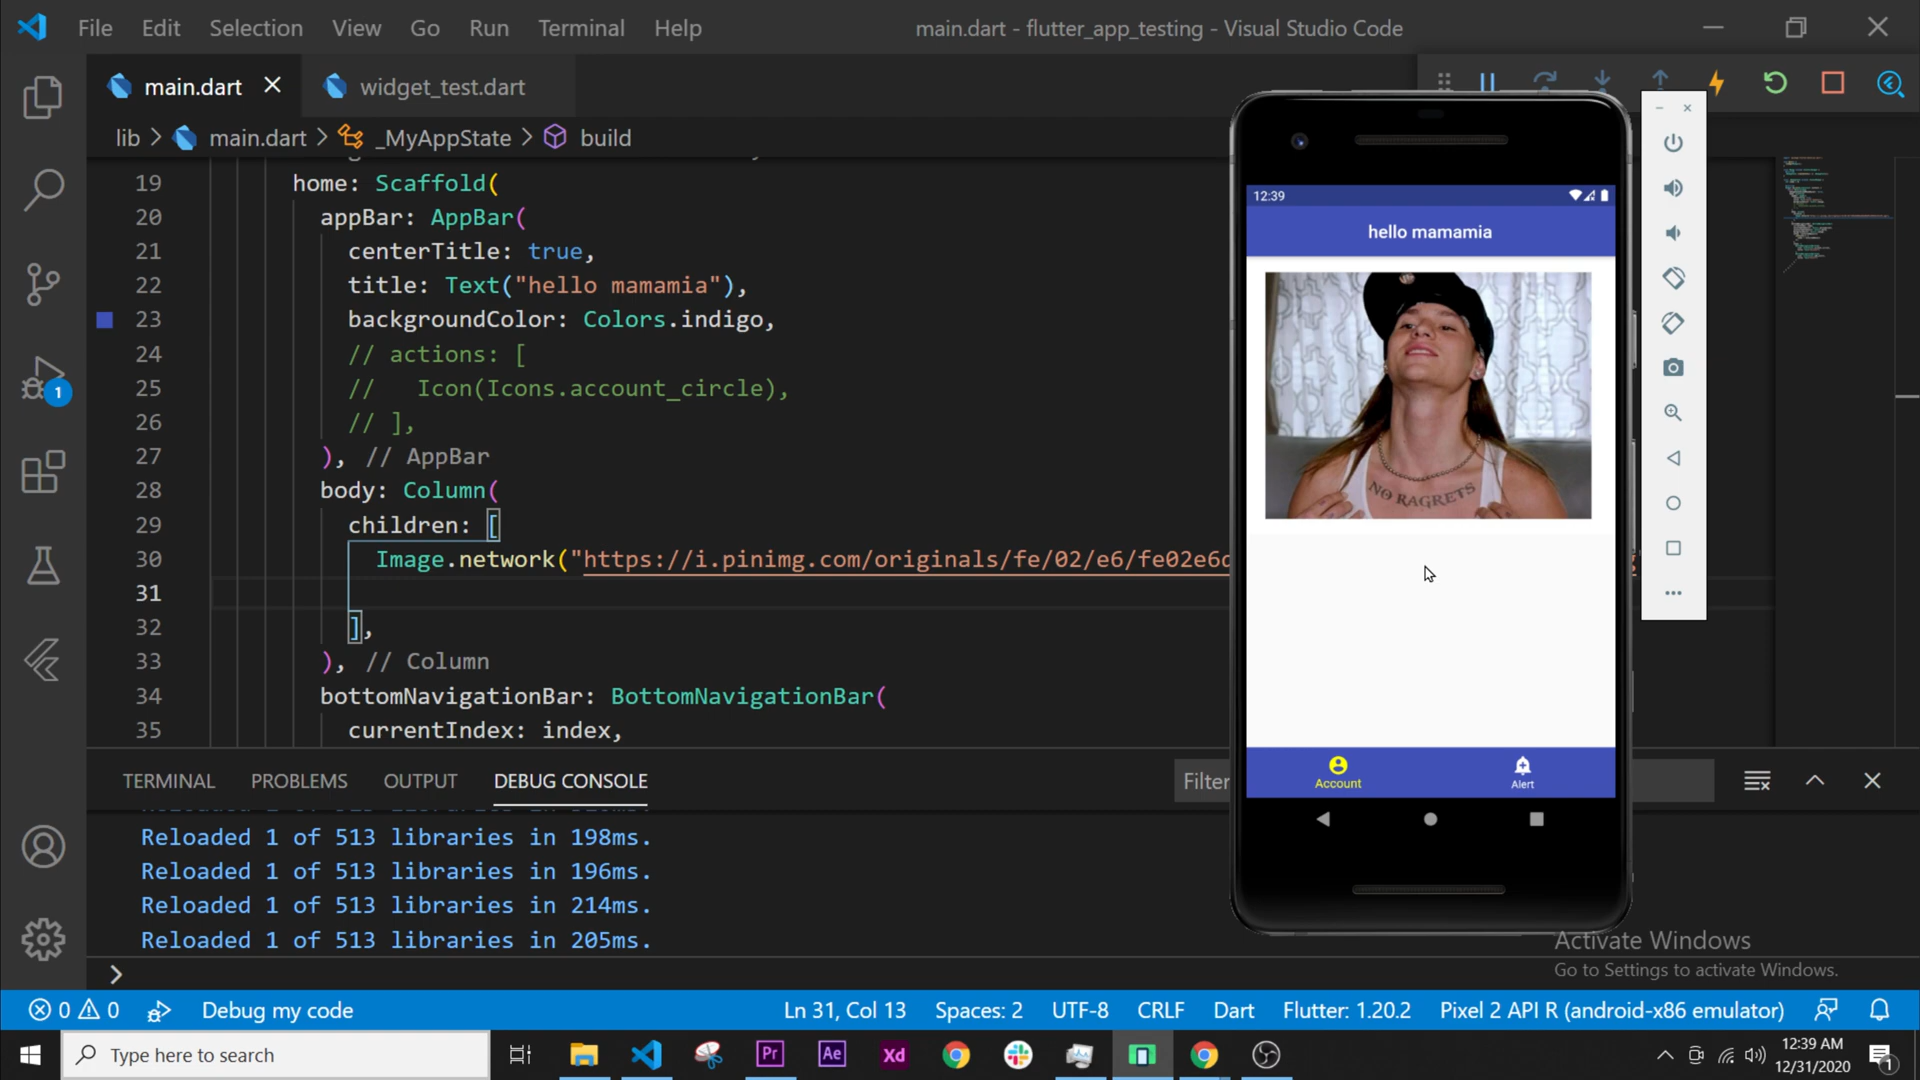 File Edit Selection View Go Run Terminal Help
main.dart - flutter_app_testing - Visual Studio Code
main.dart
widget_test.dart
lib > main.dart > _MyAppState > build
19 home: Scaffold(
20 appBar: AppBar(
21 centerTitle: true,
22 title: Text("hello mamamia"),
23 backgroundColor: Colors.indigo,
24 // actions: [
25 //   Icon(Icons.account_circle),
26 // ],
27 ), // AppBar
28 body: Column(
29 children: [
30 Image.network("https://i.pinimg.com/originals/fe/02/e6/fe02e6
31
32 ],
33 ), // Column
34 bottomNavigationBar: BottomNavigationBar(
35 currentIndex: index,
12:39
hello mamamia
NO RAGRETS
Account
Alert
1
TERMINAL PROBLEMS OUTPUT DEBUG CONSOLE
Filter
Reloaded 1 of 513 libraries in 198ms.
Reloaded 1 of 513 libraries in 196ms.
Reloaded 1 of 513 libraries in 214ms.
Reloaded 1 of 513 libraries in 205ms.
Activate Windows
Go to Settings to activate Windows.
0 0 Debug my code
Ln 31, Col 13 Spaces: 2 UTF-8 CRLF Dart Flutter: 1.20.2 Pixel 2 API R (android-x86 emulator)
Type here to search
Pr Ae Xd
12:39 AM
12/31/2020
1